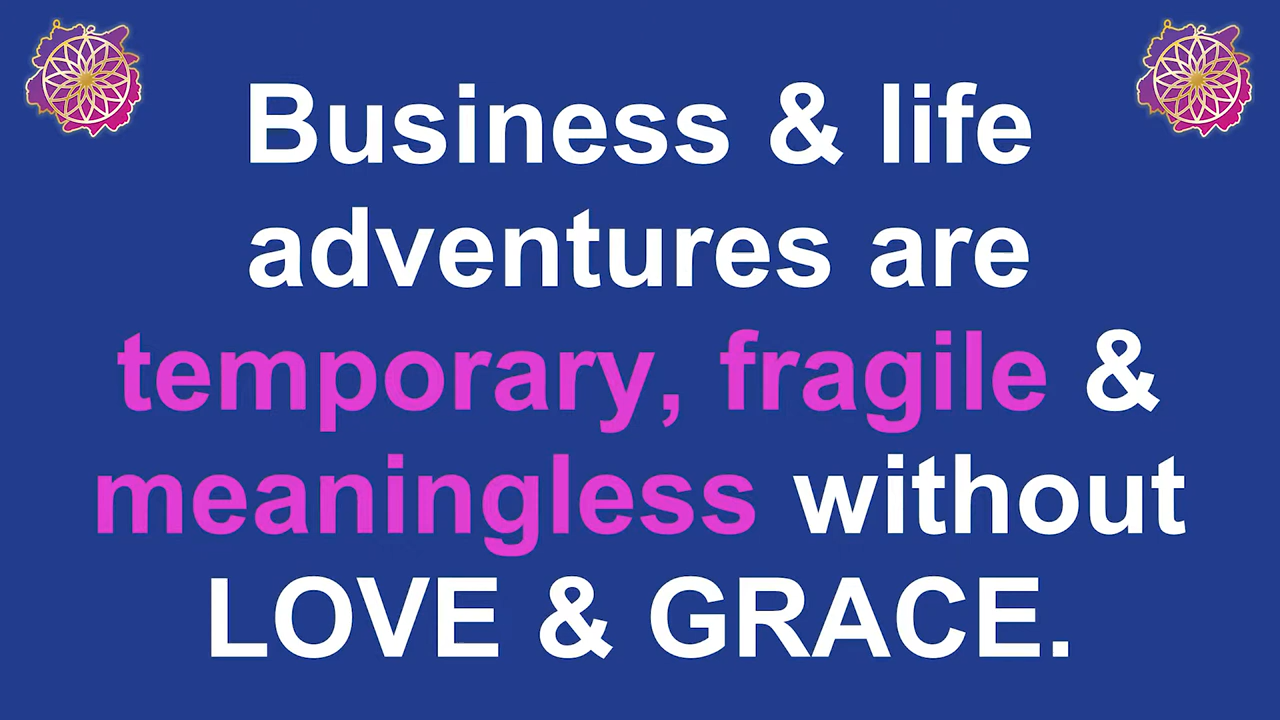 Business & life
adventures are
temporary, fragile &
meaningless without
LOVE & GRACE.